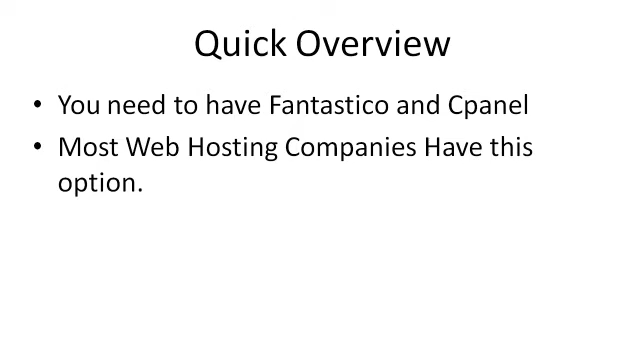 Quick Overview
• You need to have Fantastico and Cpanel
• Most Web Hosting Companies Have this
option.